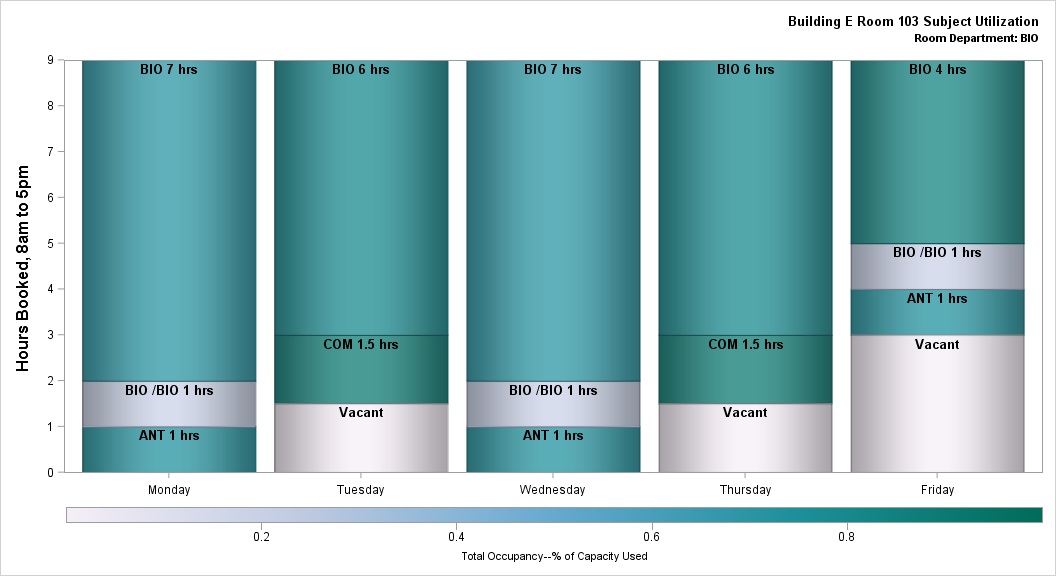 Building E Room 103 Subject Utilization
Room Department: BIO
Hours Booked, 8am to 5pm
9
8
7
6
5
4
3
2
1
0
BIO 7 hrs
BIO /BIO 1 hrs
ANT 1 hrs
BIO 6 hrs
COM 1.5 hrs
Vacant
BIO 7 hrs
BIO /BIO 1 hrs
ANT 1 hrs
BIO 6 hrs
COM 1.5 hrs
Vacant
BIO 4 hrs
BIO /BIO 1 hrs
ANT 1 hrs
Vacant
Monday Tuesday Wednesday Thursday Friday
0.2 0.4 0.6 0.8
Total Occupancy--% of Capacity Used